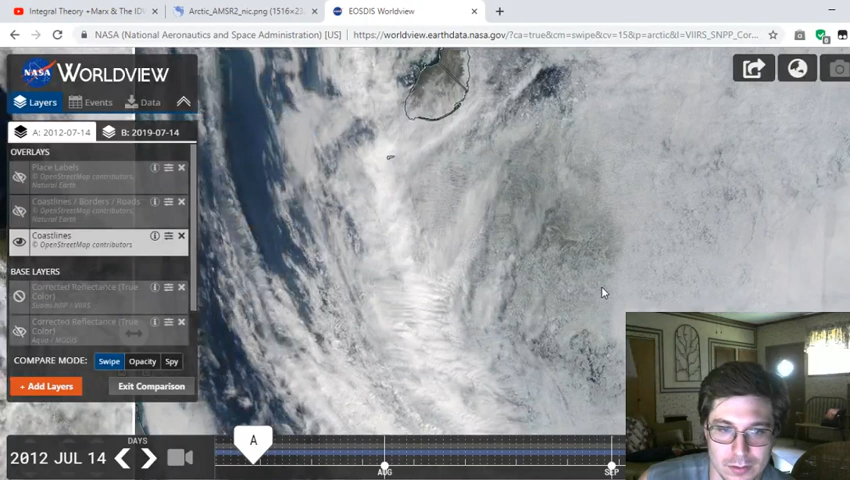 Integral Theory +Marx & The ID
Arctic_AMSR2_nic.png (1516×23
EOSDIS Worldview
NASA (National Aeronautics and Space Administration) [US]
https://worldview.earthdata.nasa.gov/?ca=true&cm=swipe&cv=15&p=arctic&l=VIIRS_SNPP_Cor...
NASA WORLDVIEW
Layers
Events
Data
A: 2012-07-14
B: 2019-07-14
OVERLAYS
Place Labels
© OpenStreetMap contributors
Natural Earth
Coastlines / Borders / Roads
© OpenStreetMap contributors
Natural Earth
Coastlines
© OpenStreetMap contributors
BASE LAYERS
Corrected Reflectance (True
Color)
Suomi NPP / VIIRS
Corrected Reflectance (True
Color)
Aqua / MODIS
COMPARE MODE:
Swipe
Opacity
Spy
+ Add Layers
Exit Comparison
A
DAYS
2012 JUL 14
AUG
SEP